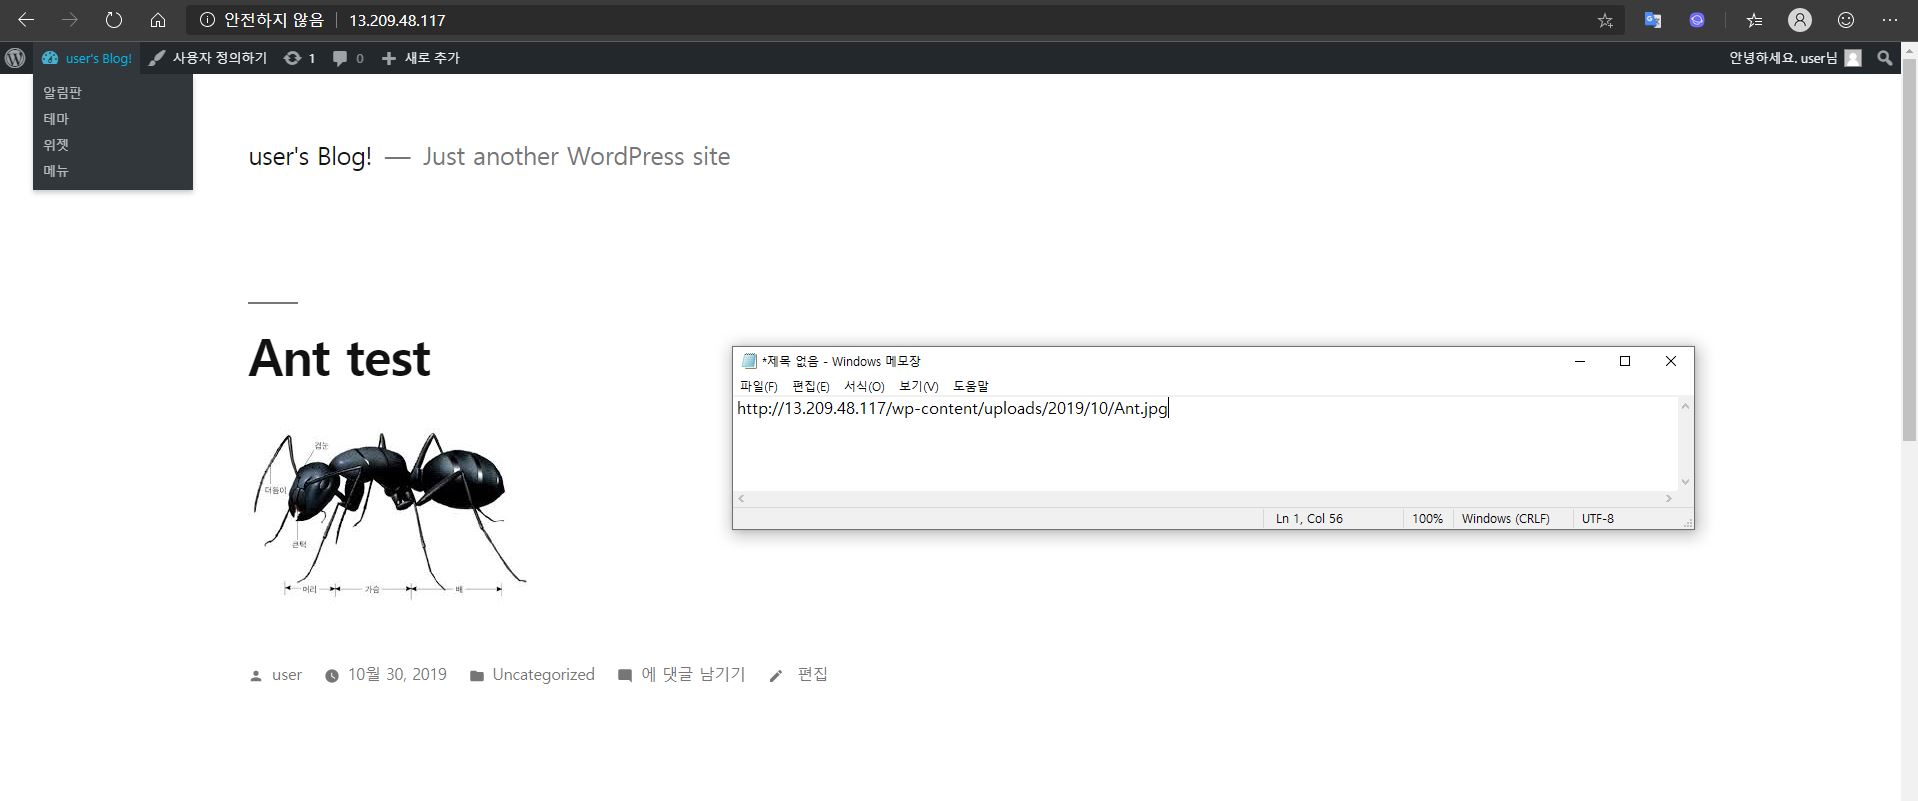 안전하지 않음 | 13.209.48.117
user's Blog! 사용자 정의하기 1 0 새로 추가 안녕하세요. user님
알림판
테마
위젯
메뉴
user's Blog! — Just another WordPress site
Ant test
*제목 없음 - Windows 메모장
파일(F) 편집(E) 서식(O) 보기(V) 도움말
http://13.209.48.117/wp-content/uploads/2019/10/Ant.jpg
Ln 1, Col 56 100% Windows (CRLF) UTF-8
겹눈
더듬이
큰턱
머리 가슴 배
user 10월 30, 2019 Uncategorized 에 댓글 남기기 편집